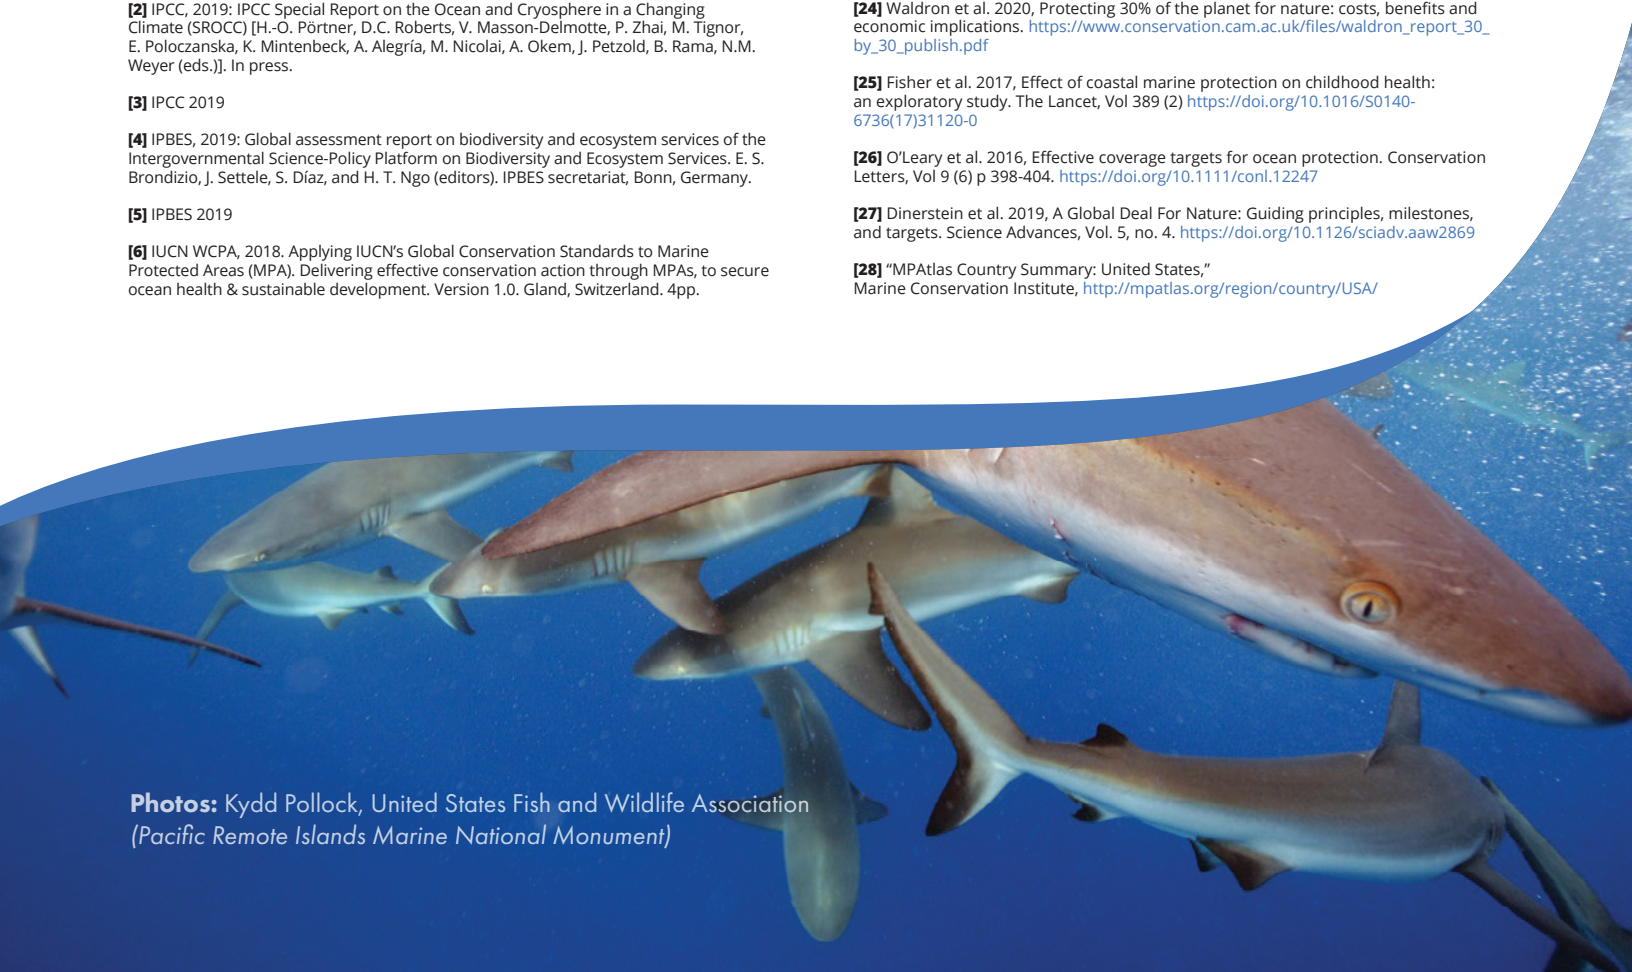 [2] IPCC, 2019: IPCC Special Report on the Ocean and Cryosphere in a Changing
Climate (SROCC) [H.-O. Pörtner, D.C. Roberts, V. Masson-Delmotte, P. Zhai, M. Tignor,
E. Poloczanska, K. Mintenbeck, A. Alegría, M. Nicolai, A. Okem, J. Petzold, B. Rama, N.M.
Weyer (eds.)]. In press.
[3] IPCC 2019
[4] IPBES, 2019: Global assessment report on biodiversity and ecosystem services of the
Intergovernmental Science-Policy Platform on Biodiversity and Ecosystem Services. E. S.
Brondizio, J. Settele, S. Díaz, and H. T. Ngo (editors). IPBES secretariat, Bonn, Germany.
[5] IPBES 2019
[6] IUCN WCPA, 2018. Applying IUCN’s Global Conservation Standards to Marine
Protected Areas (MPA). Delivering effective conservation action through MPAs, to secure
ocean health & sustainable development. Version 1.0. Gland, Switzerland. 4pp.
[24] Waldron et al. 2020, Protecting 30% of the planet for nature: costs, benefits and
economic implications. https://www.conservation.cam.ac.uk/files/waldron_report_30_
by_30_publish.pdf
[25] Fisher et al. 2017, Effect of coastal marine protection on childhood health:
an exploratory study. The Lancet, Vol 389 (2) https://doi.org/10.1016/S0140-
6736(17)31120-0
[26] O’Leary et al. 2016, Effective coverage targets for ocean protection. Conservation
Letters, Vol 9 (6) p 398-404. https://doi.org/10.1111/conl.12247
[27] Dinerstein et al. 2019, A Global Deal For Nature: Guiding principles, milestones,
and targets. Science Advances, Vol. 5, no. 4. https://doi.org/10.1126/sciadv.aaw2869
[28] “MPAtlas Country Summary: United States,”
Marine Conservation Institute, http://mpatlas.org/region/country/USA/
Photos: Kydd Pollock, United States Fish and Wildlife Association
(Pacific Remote Islands Marine National Monument)